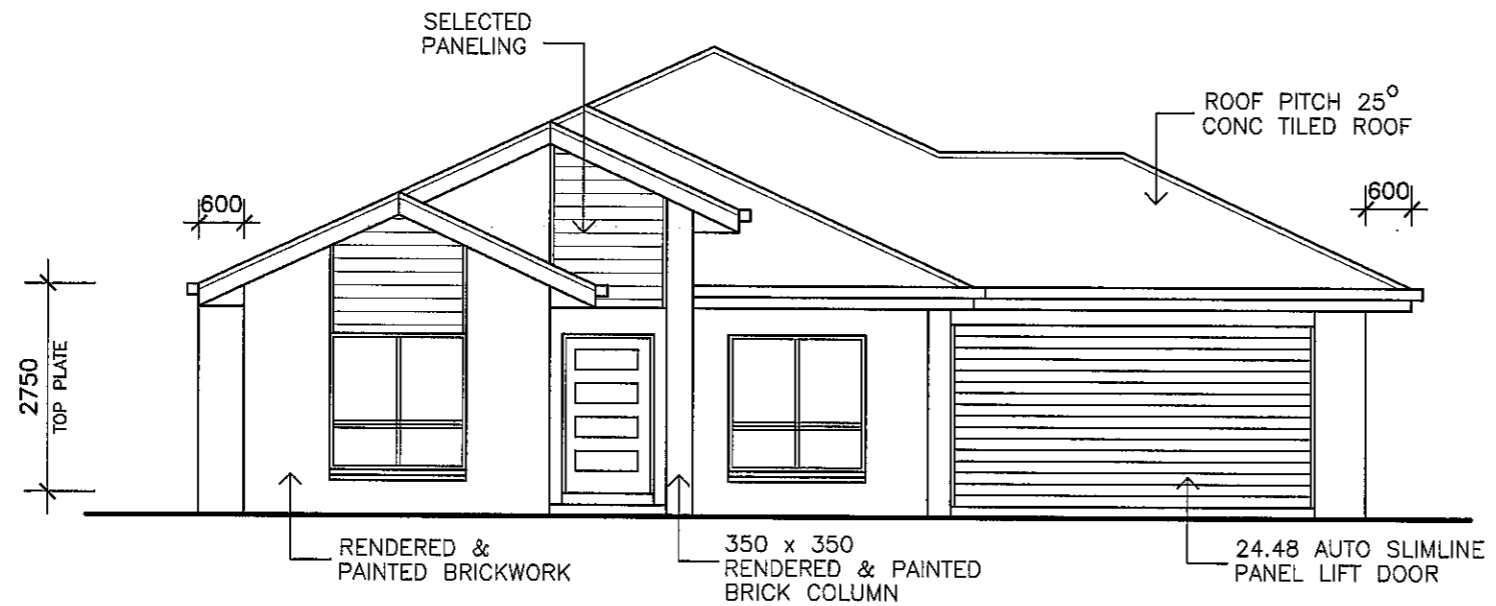 SELECTED
PANELING
ROOF PITCH 25°
CONC TILED ROOF
600
600
2750
TOP PLATE
RENDERED &
PAINTED BRICKWORK
350 x 350
RENDERED & PAINTED
BRICK COLUMN
24.48 AUTO SLIMLINE
PANEL LIFT DOOR